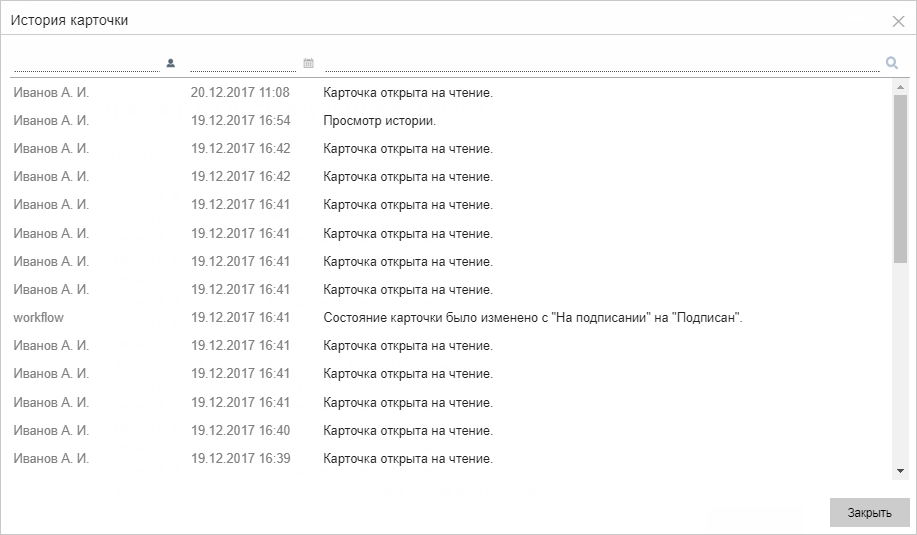 История карточки
Иванов А. И. 20.12.2017 11:08 Карточка открыта на чтение.
Иванов А. И. 19.12.2017 16:54 Просмотр истории.
Иванов А. И. 19.12.2017 16:42 Карточка открыта на чтение.
Иванов А. И. 19.12.2017 16:42 Карточка открыта на чтение.
Иванов А. И. 19.12.2017 16:41 Карточка открыта на чтение.
Иванов А. И. 19.12.2017 16:41 Карточка открыта на чтение.
Иванов А. И. 19.12.2017 16:41 Карточка открыта на чтение.
Иванов А. И. 19.12.2017 16:41 Карточка открыта на чтение.
workflow 19.12.2017 16:41 Состояние карточки было изменено с "На подписании" на "Подписан".
Иванов А. И. 19.12.2017 16:41 Карточка открыта на чтение.
Иванов А. И. 19.12.2017 16:41 Карточка открыта на чтение.
Иванов А. И. 19.12.2017 16:41 Карточка открыта на чтение.
Иванов А. И. 19.12.2017 16:40 Карточка открыта на чтение.
Иванов А. И. 19.12.2017 16:39 Карточка открыта на чтение.
Закрыть